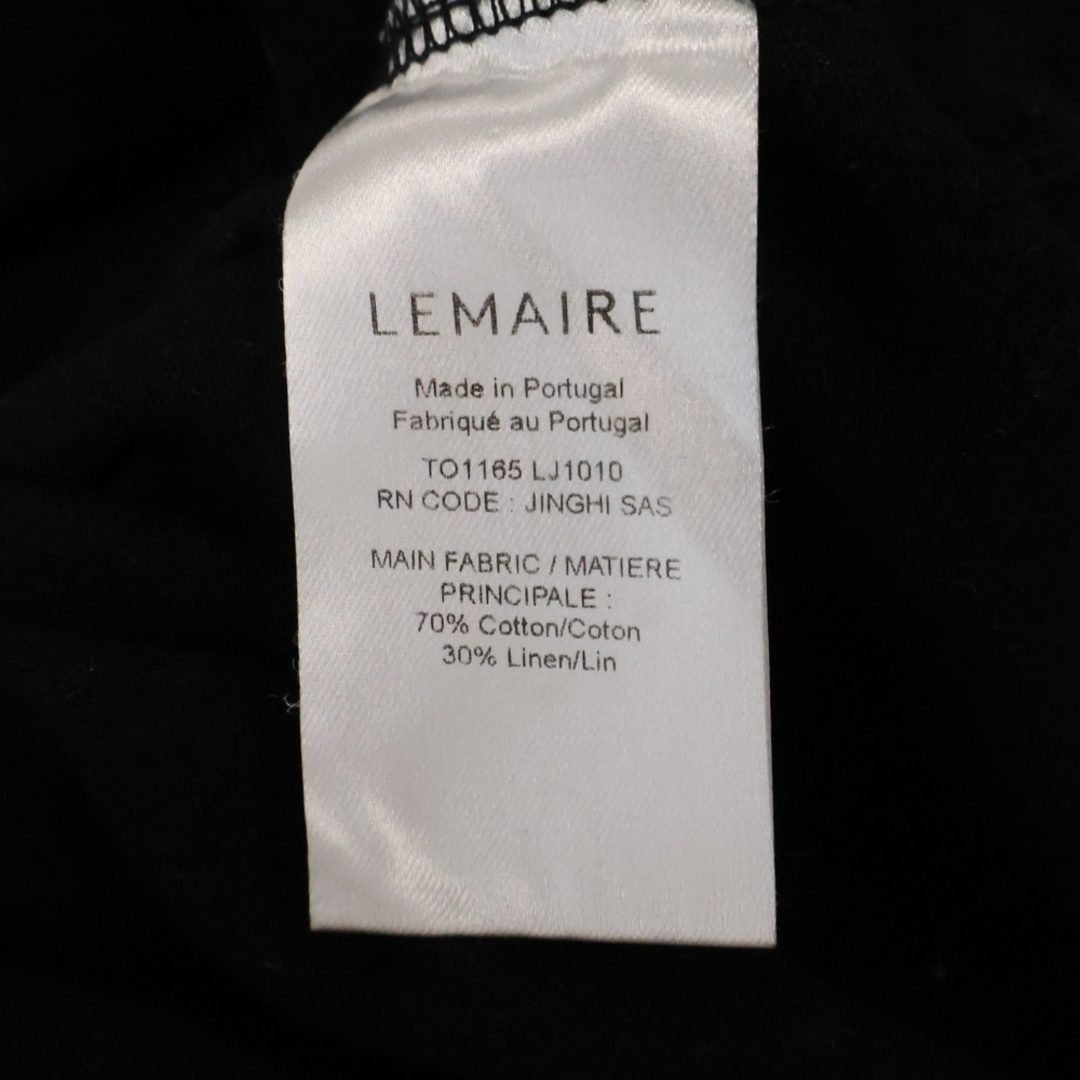 LEMAIRE
Made in Portugal
Fabriqué au Portugal
TO1165 LJ1010
RN CODE : JINGHI SAS
MAIN FABRIC / MATIERE
PRINCIPALE :
70% Cotton/Coton
30% Linen/Lin